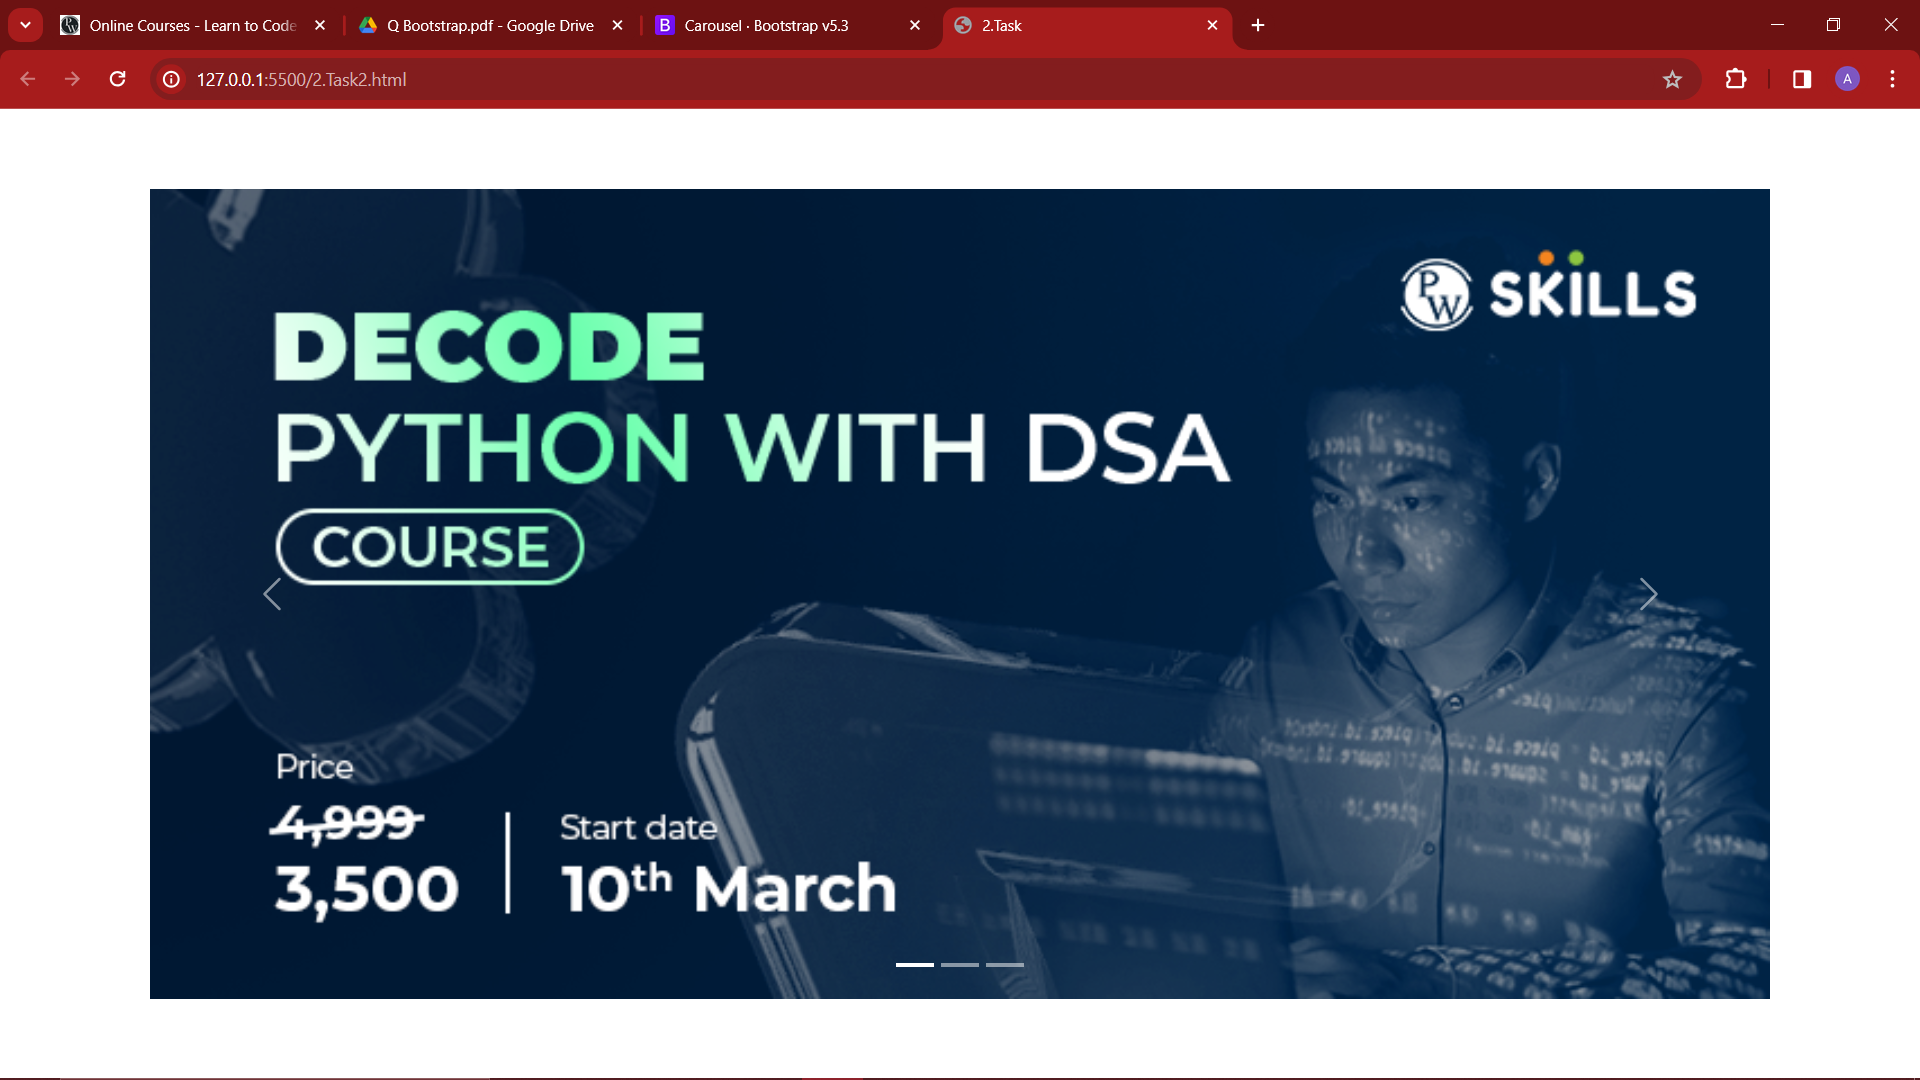 Online Courses - Learn to Code
Q Bootstrap.pdf - Google Drive
B
Carousel · Bootstrap v5.3
2.Task
127.0.0.1:5500/2.Task2.html
A
PW SKILLS
DECODE
PYTHON WITH DSA
COURSE
Price
4,999
3,500
Start date
10th March